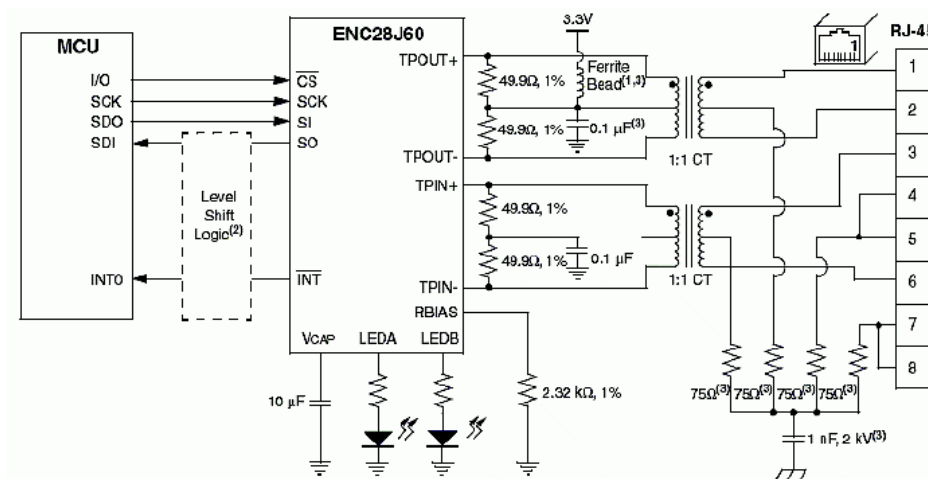 MCU
I/O
SCK
SDO
SDI
INT0
Level
Shift
Logic(2)
ENC28J60
CS
SCK
SI
SO
INT
TPOUT+
TPOUT-
TPIN+
TPIN-
RBIAS
VCAP LEDA LEDB
10 µF
2.32 kΩ, 1%
3.3V
Ferrite
Bead(1,3)
49.9Ω, 1%
49.9Ω, 1%
0.1 µF(3)
1:1 CT
49.9Ω, 1%
49.9Ω, 1%
0.1 µF
1:1 CT
1
RJ-45
1
2
3
4
5
6
7
8
75Ω(3) 75Ω(3) 75Ω(3) 75Ω(3)
1 nF, 2 kV(3)